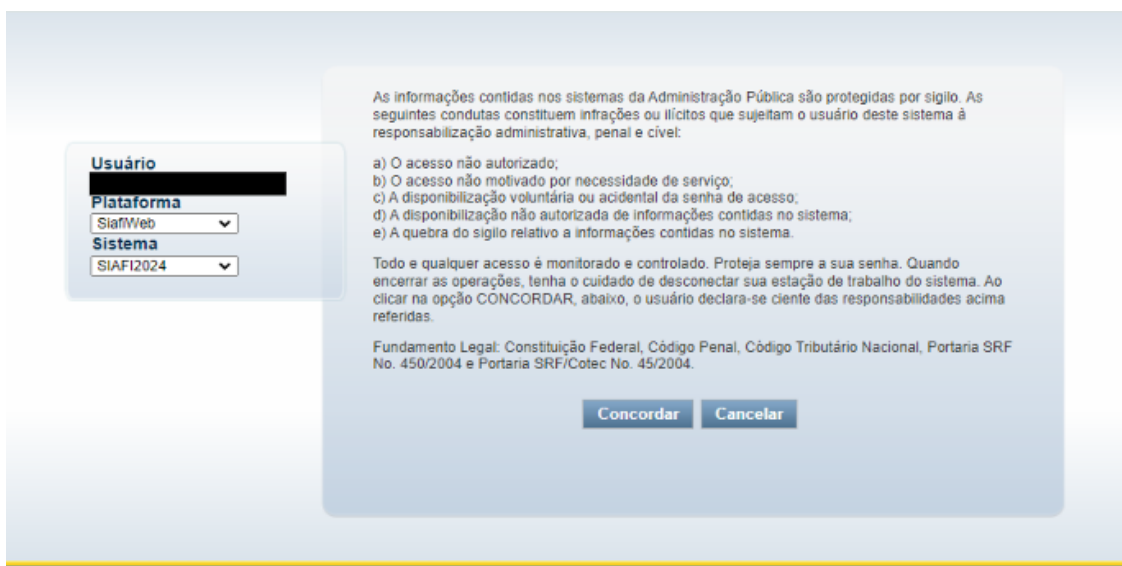 As informações contidas nos sistemas da Administração Pública são protegidas por sigilo. As
seguintes condutas constituem infrações ou ilícitos que sujeitam o usuário deste sistema à
responsabilização administrativa, penal e cível:
a) O acesso não autorizado;
b) O acesso não motivado por necessidade de serviço;
c) A disponibilização voluntária ou acidental da senha de acesso;
d) A disponibilização não autorizada de informações contidas no sistema;
e) A quebra do sigilo relativo a informações contidas no sistema.
Todo e qualquer acesso é monitorado e controlado. Proteja sempre a sua senha. Quando
encerrar as operações, tenha o cuidado de desconectar sua estação de trabalho do sistema. Ao
clicar na opção CONCORDAR, abaixo, o usuário declara-se ciente das responsabilidades acima
referidas.
Fundamento Legal: Constituição Federal, Código Penal, Código Tributário Nacional, Portaria SRF
No. 450/2004 e Portaria SRF/Cotec No. 45/2004.
Concordar Cancelar
Usuário
Plataforma
SiafiWeb
Sistema
SIAFI2024